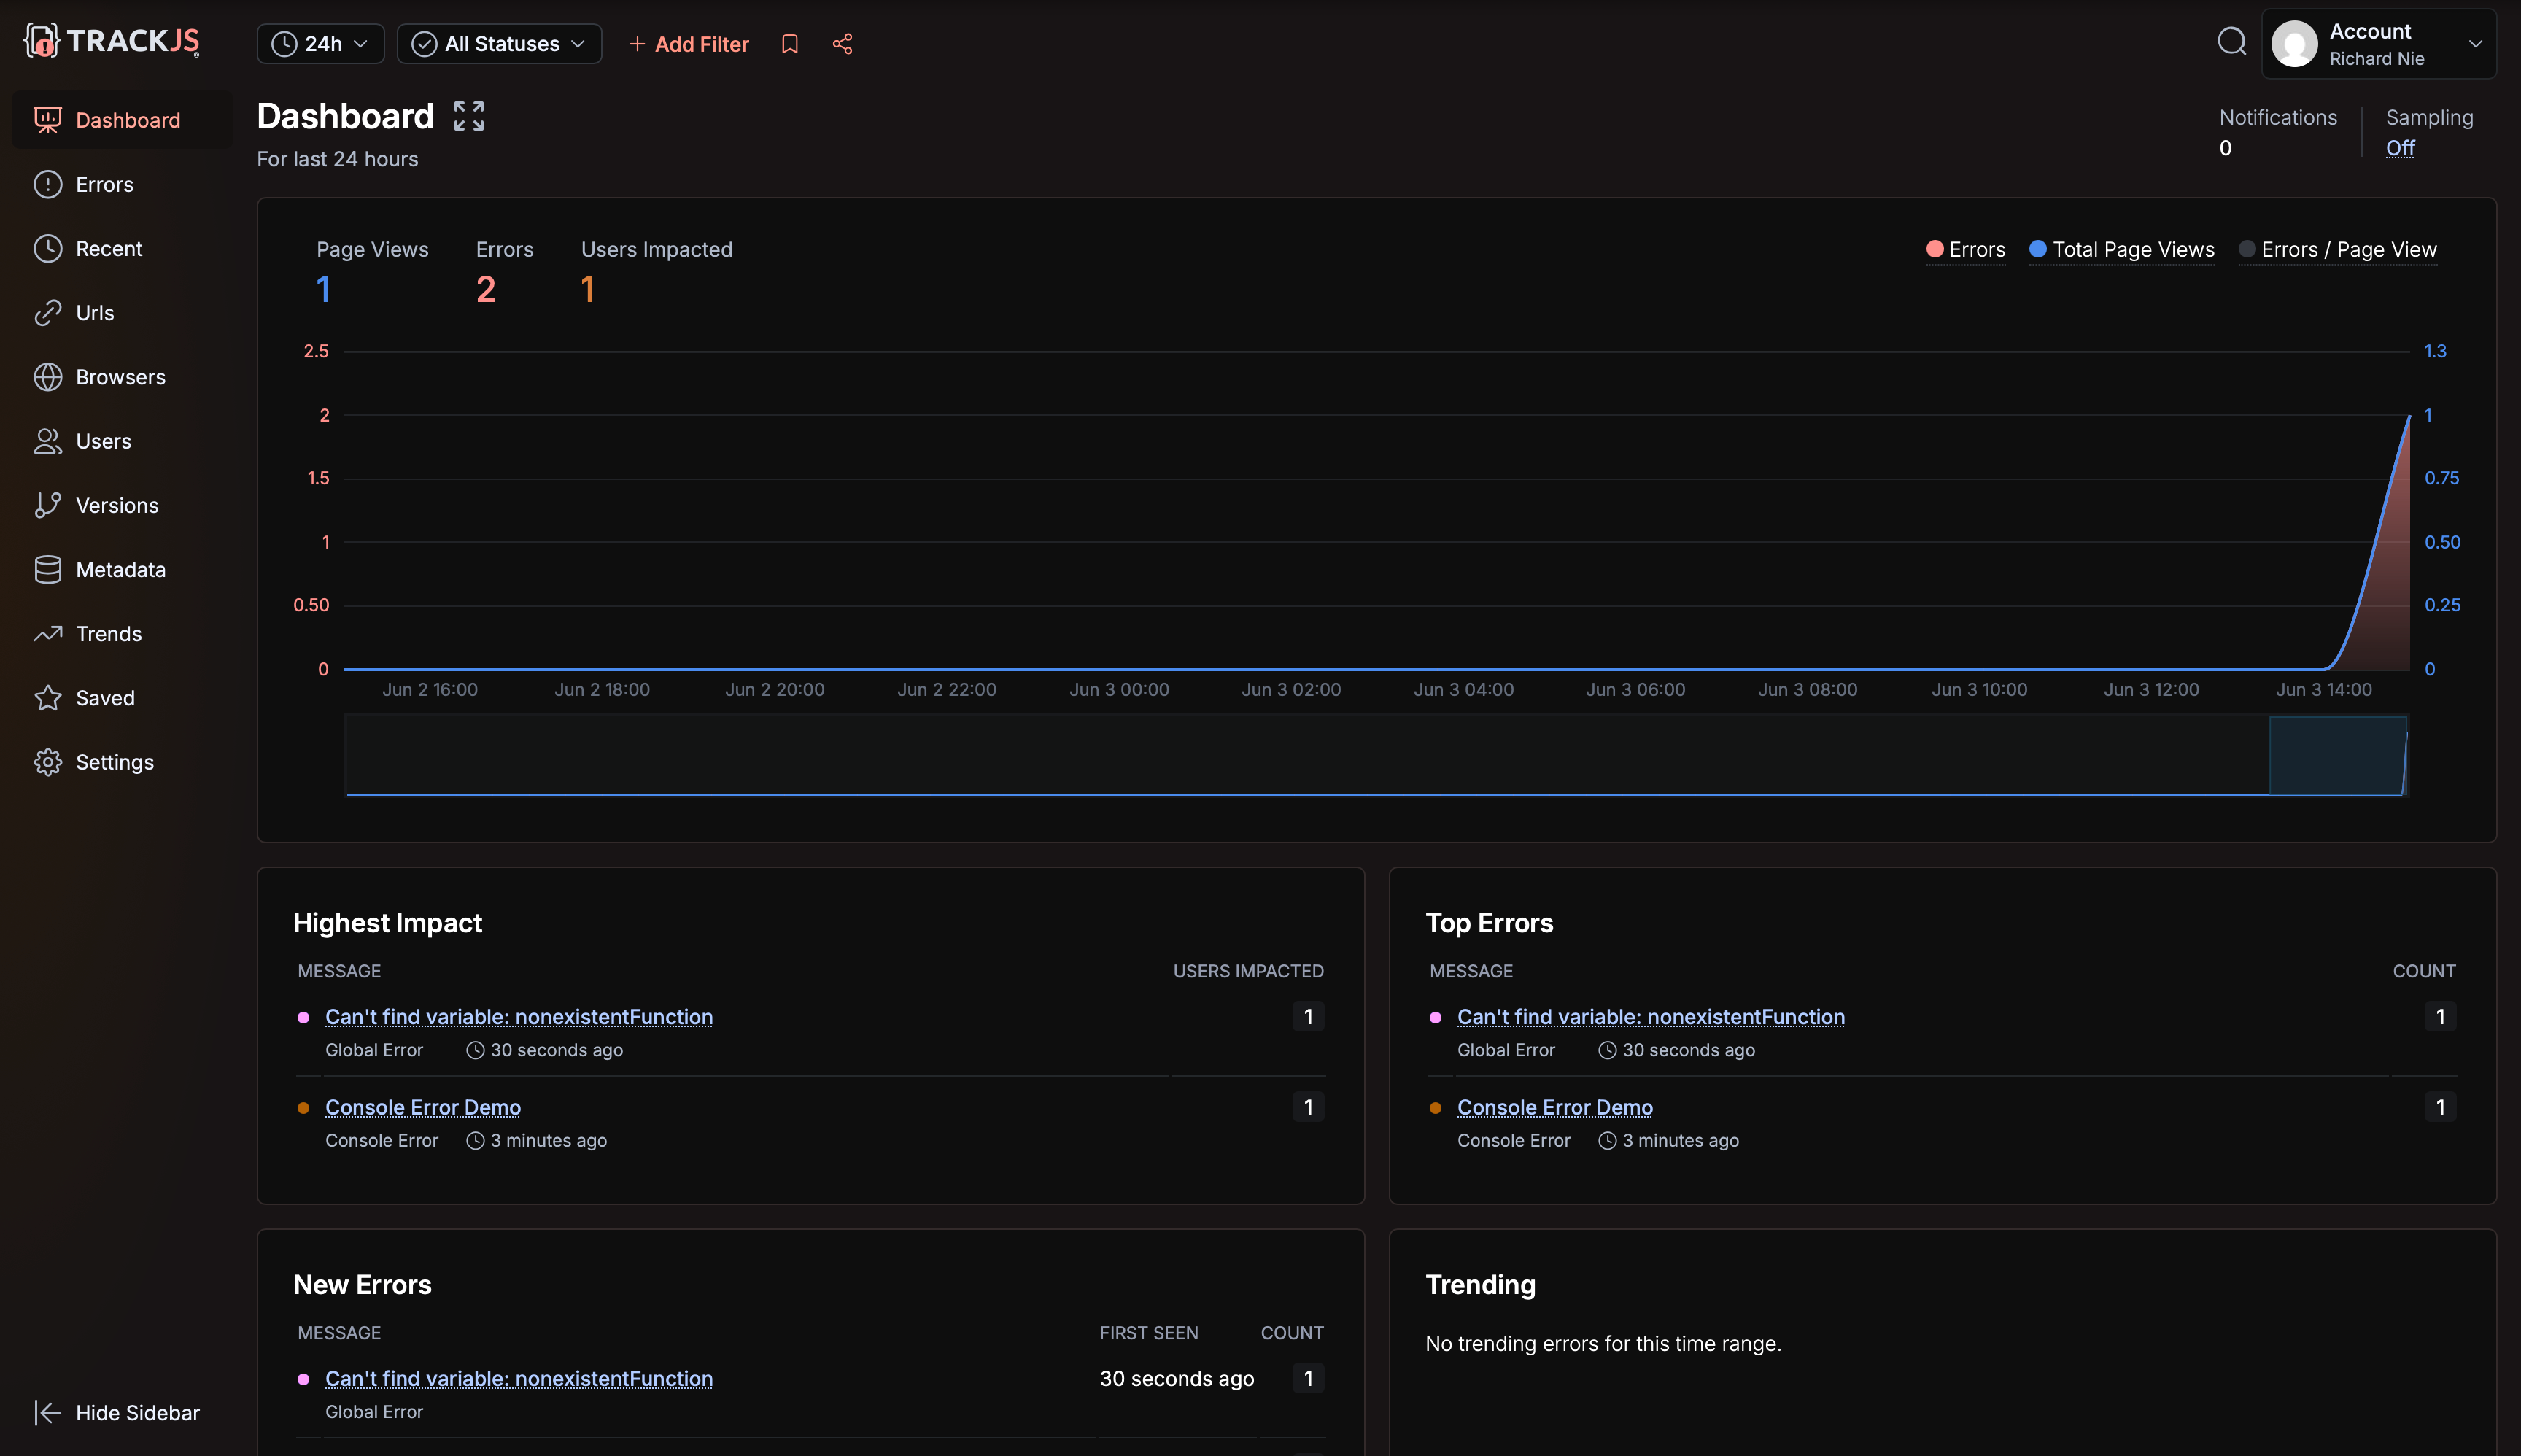 TRACKJS
24h
All Statuses
+ Add Filter
Account
Richard Nie
Dashboard
Errors
Recent
Urls
Browsers
Users
Versions
Metadata
Trends
Saved
Settings
Hide Sidebar
Dashboard
For last 24 hours
Notifications
0
Sampling
Off
Page Views
1
Errors
2
Users Impacted
1
Errors
Total Page Views
Errors / Page View
2.5
2
1.5
1
0.50
0
1.3
1
0.75
0.50
0.25
0
Jun 2 16:00
Jun 2 18:00
Jun 2 20:00
Jun 2 22:00
Jun 3 00:00
Jun 3 02:00
Jun 3 04:00
Jun 3 06:00
Jun 3 08:00
Jun 3 10:00
Jun 3 12:00
Jun 3 14:00
Highest Impact
MESSAGE USERS IMPACTED
Can't find variable: nonexistentFunction 1
Global Error 30 seconds ago
Console Error Demo 1
Console Error 3 minutes ago
Top Errors
MESSAGE COUNT
Can't find variable: nonexistentFunction 1
Global Error 30 seconds ago
Console Error Demo 1
Console Error 3 minutes ago
New Errors
MESSAGE FIRST SEEN COUNT
Can't find variable: nonexistentFunction 30 seconds ago 1
Global Error
Trending
No trending errors for this time range.